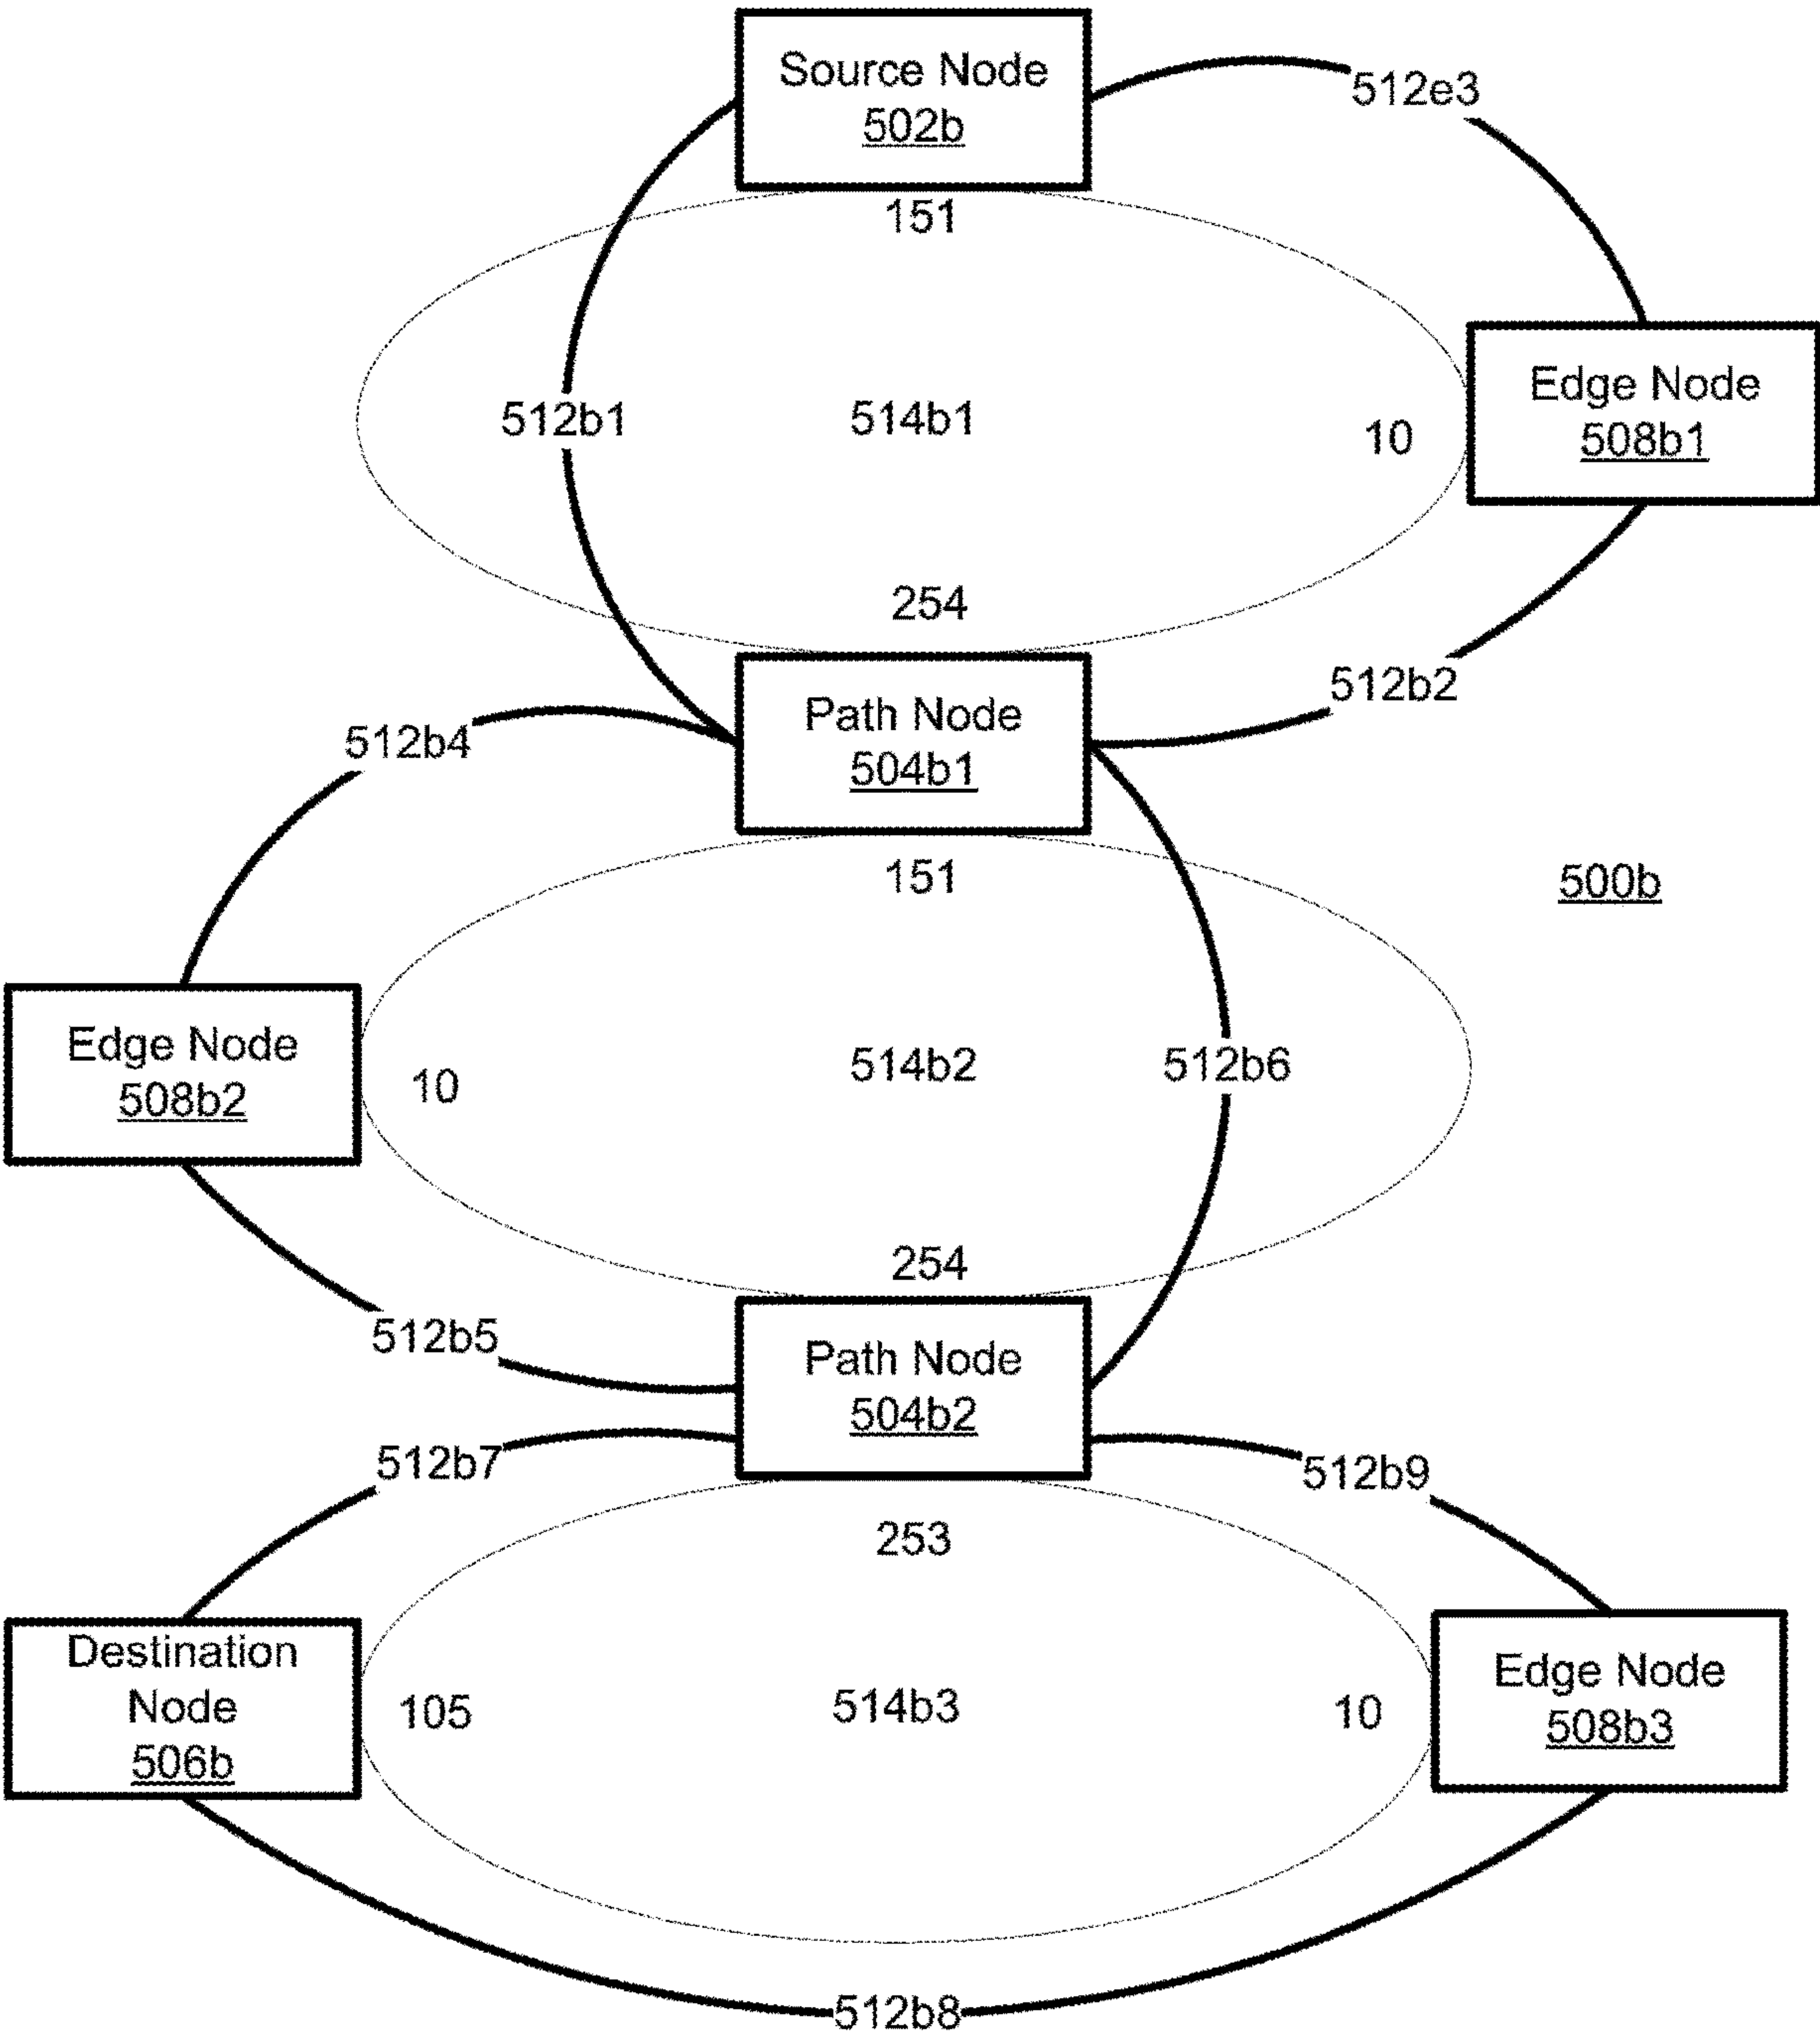 Source Node
502b
512e3
151
Edge Node
508b1
10
512b1
514b1
254
512b2
Path Node
504b1
512b4
151
500b
Edge Node
508b2
10
514b2
512b6
254
512b5
Path Node
504b2
512b7
512b9
253
Destination
Node
506b
105
514b3
10
Edge Node
508b3
512b8